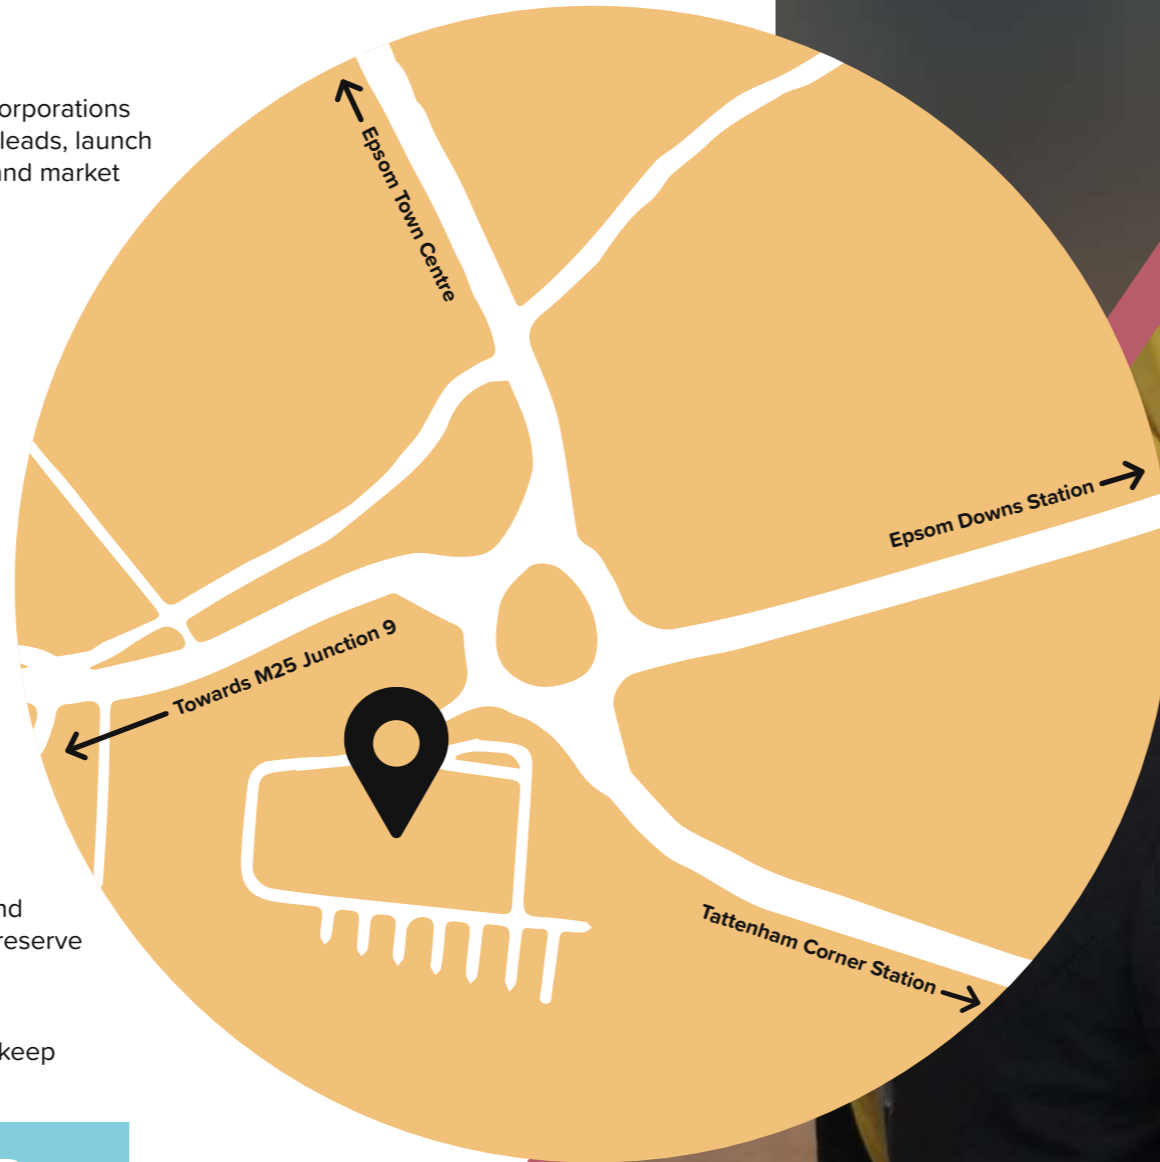 orporations
leads, launch
nd market
Epsom Town Centre
Epsom Downs Station
Towards M25 Junction 9
Tattenham Corner Station
nd
reserve
keep